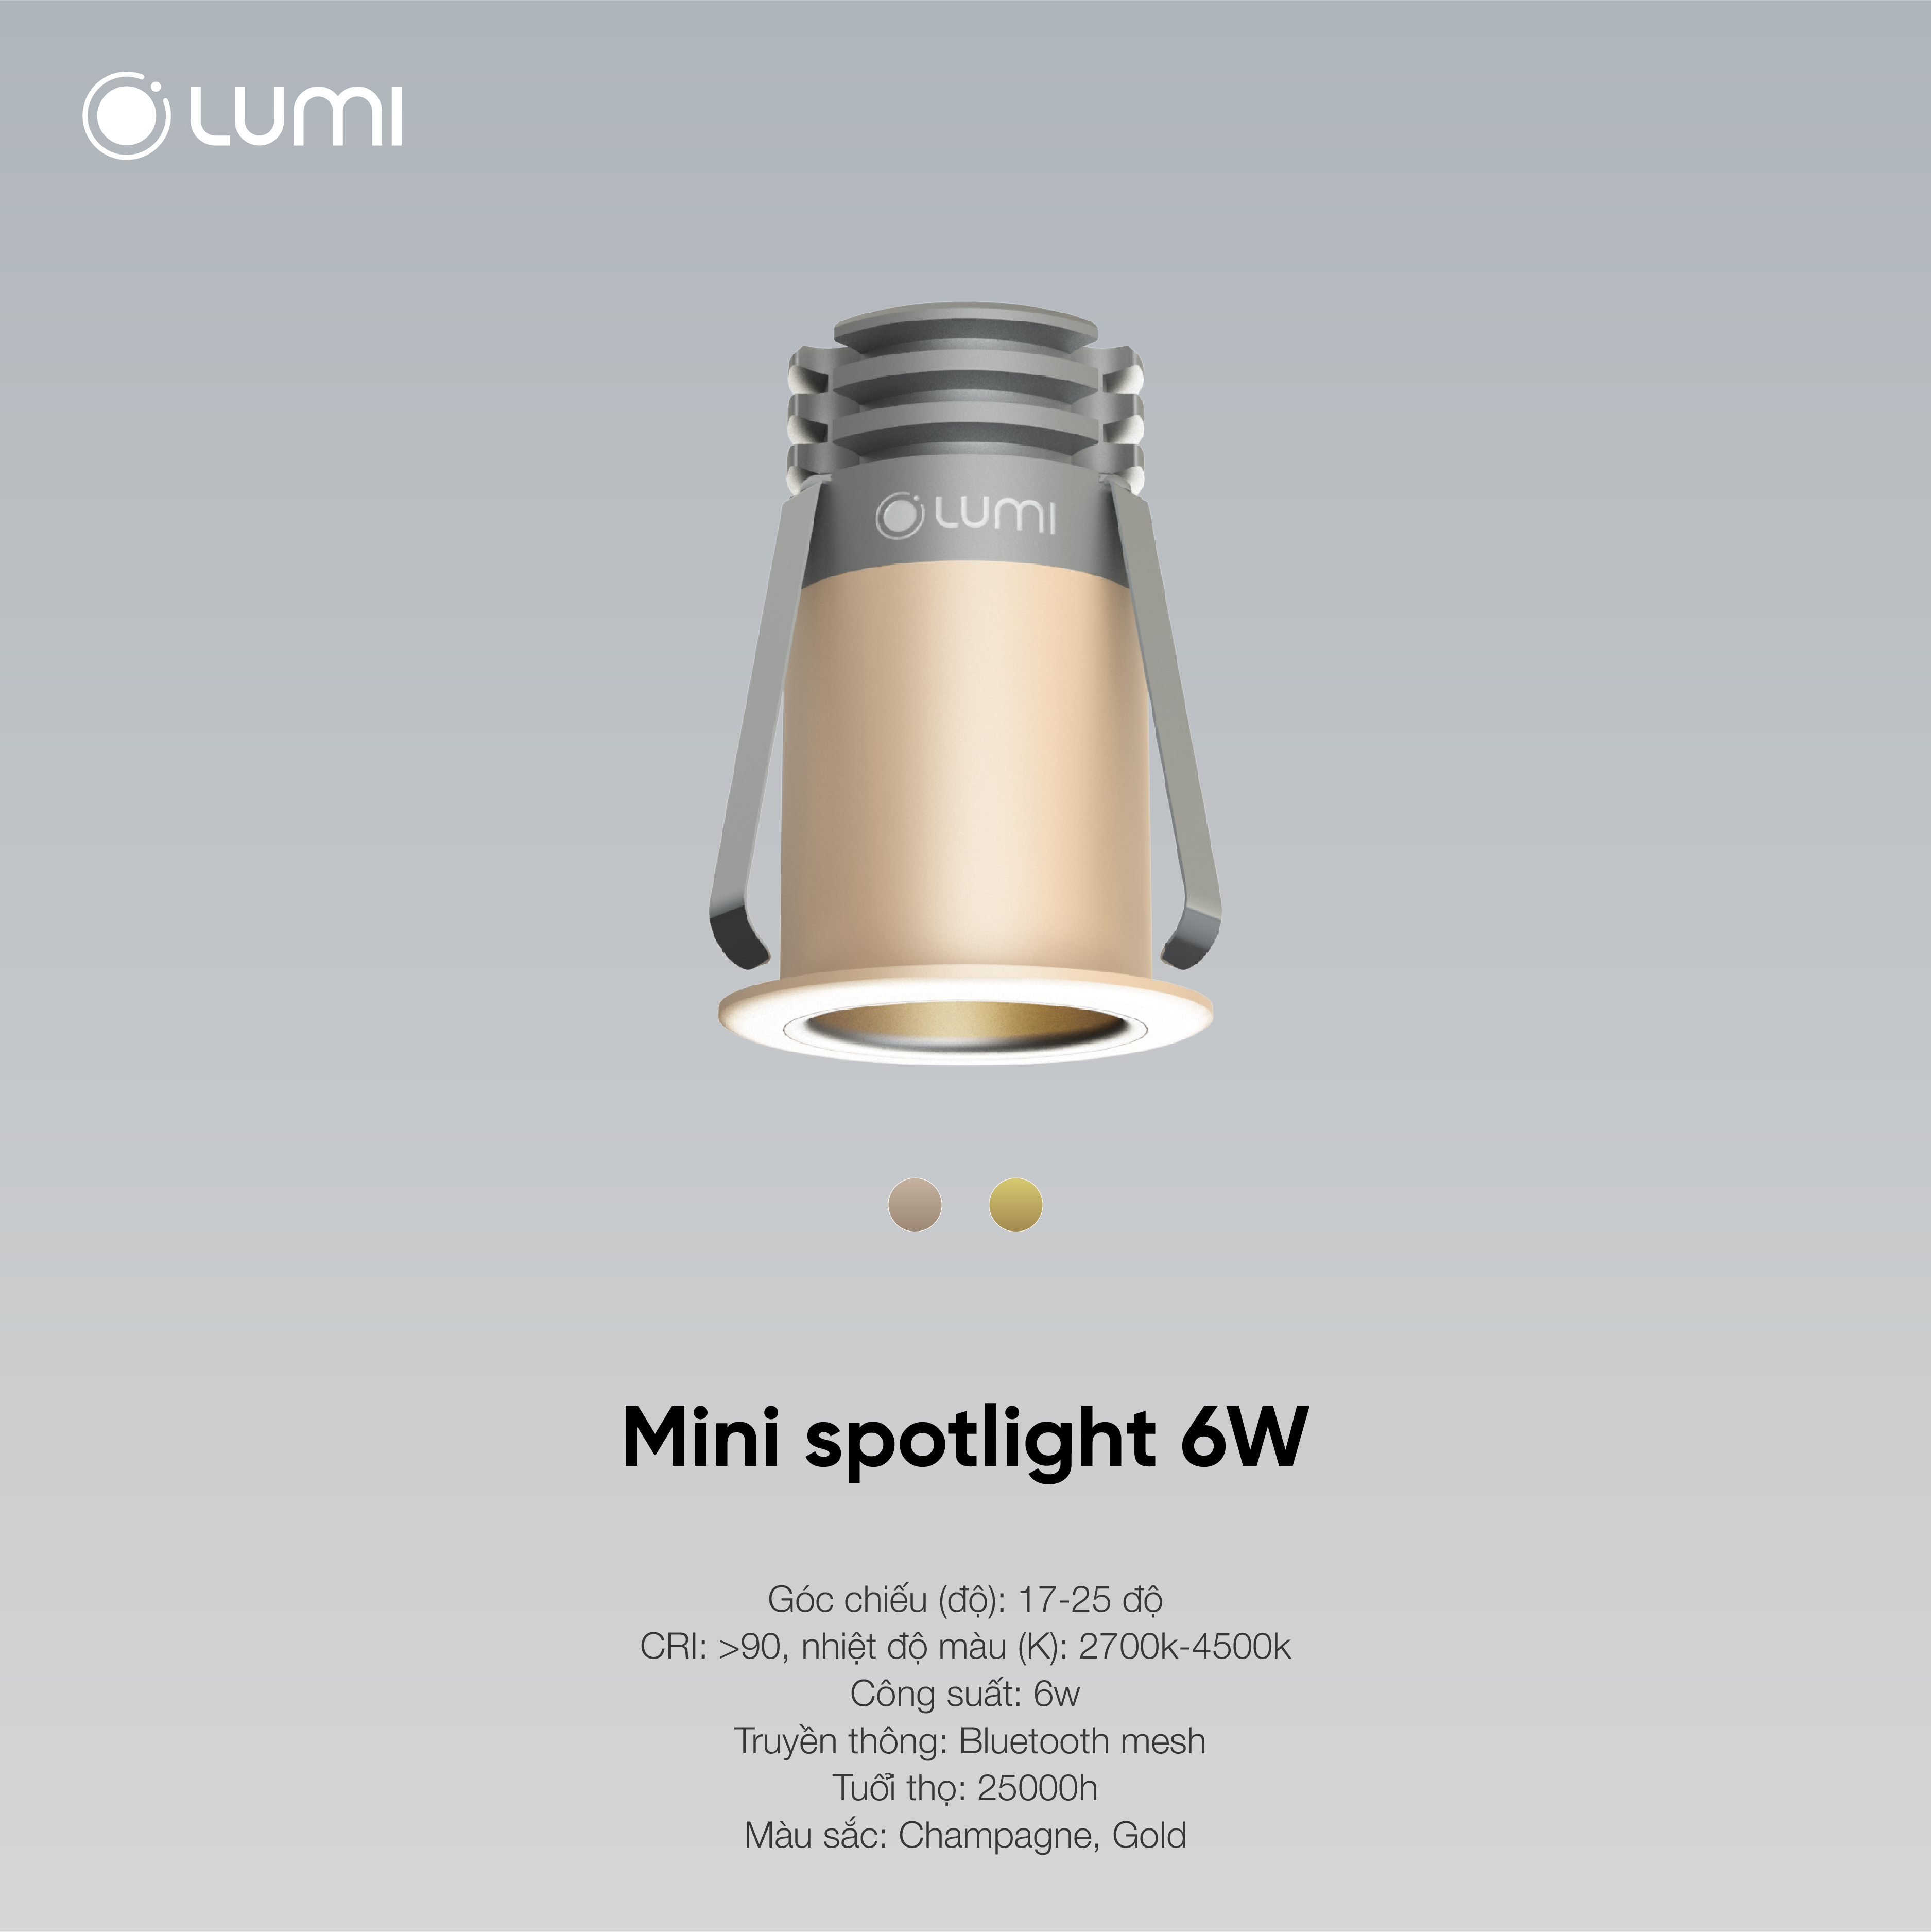 LUMI
LUMI
Mini spotlight 6W
Góc chiếu (độ): 17-25 độ
CRI: >90, nhiệt độ màu (K): 2700k-4500k
Công suất: 6w
Truyền thông: Bluetooth mesh
Tuổi thọ: 25000h
Màu sắc: Champagne, Gold